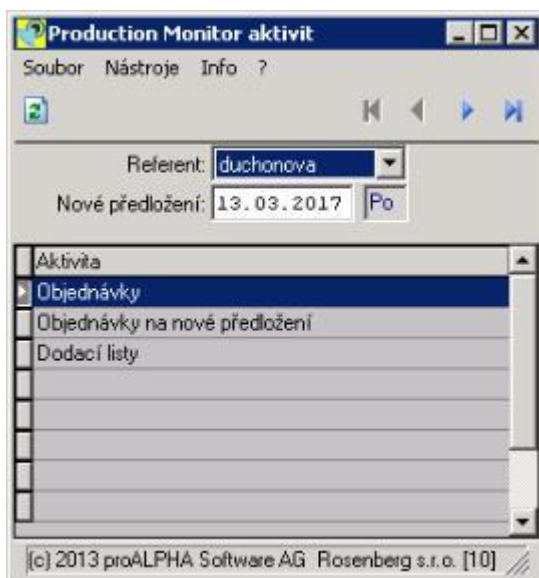 Production Monitor aktivit
Soubor Nástroje Info ?
Referent: duchonova
Nové předložení: 13.03.2017 Po
Aktivita
Objednávky
Objednávky na nové předložení
Dodací listy
(c) 2013 proALPHA Software AG Rosenberg s.r.o. [10]